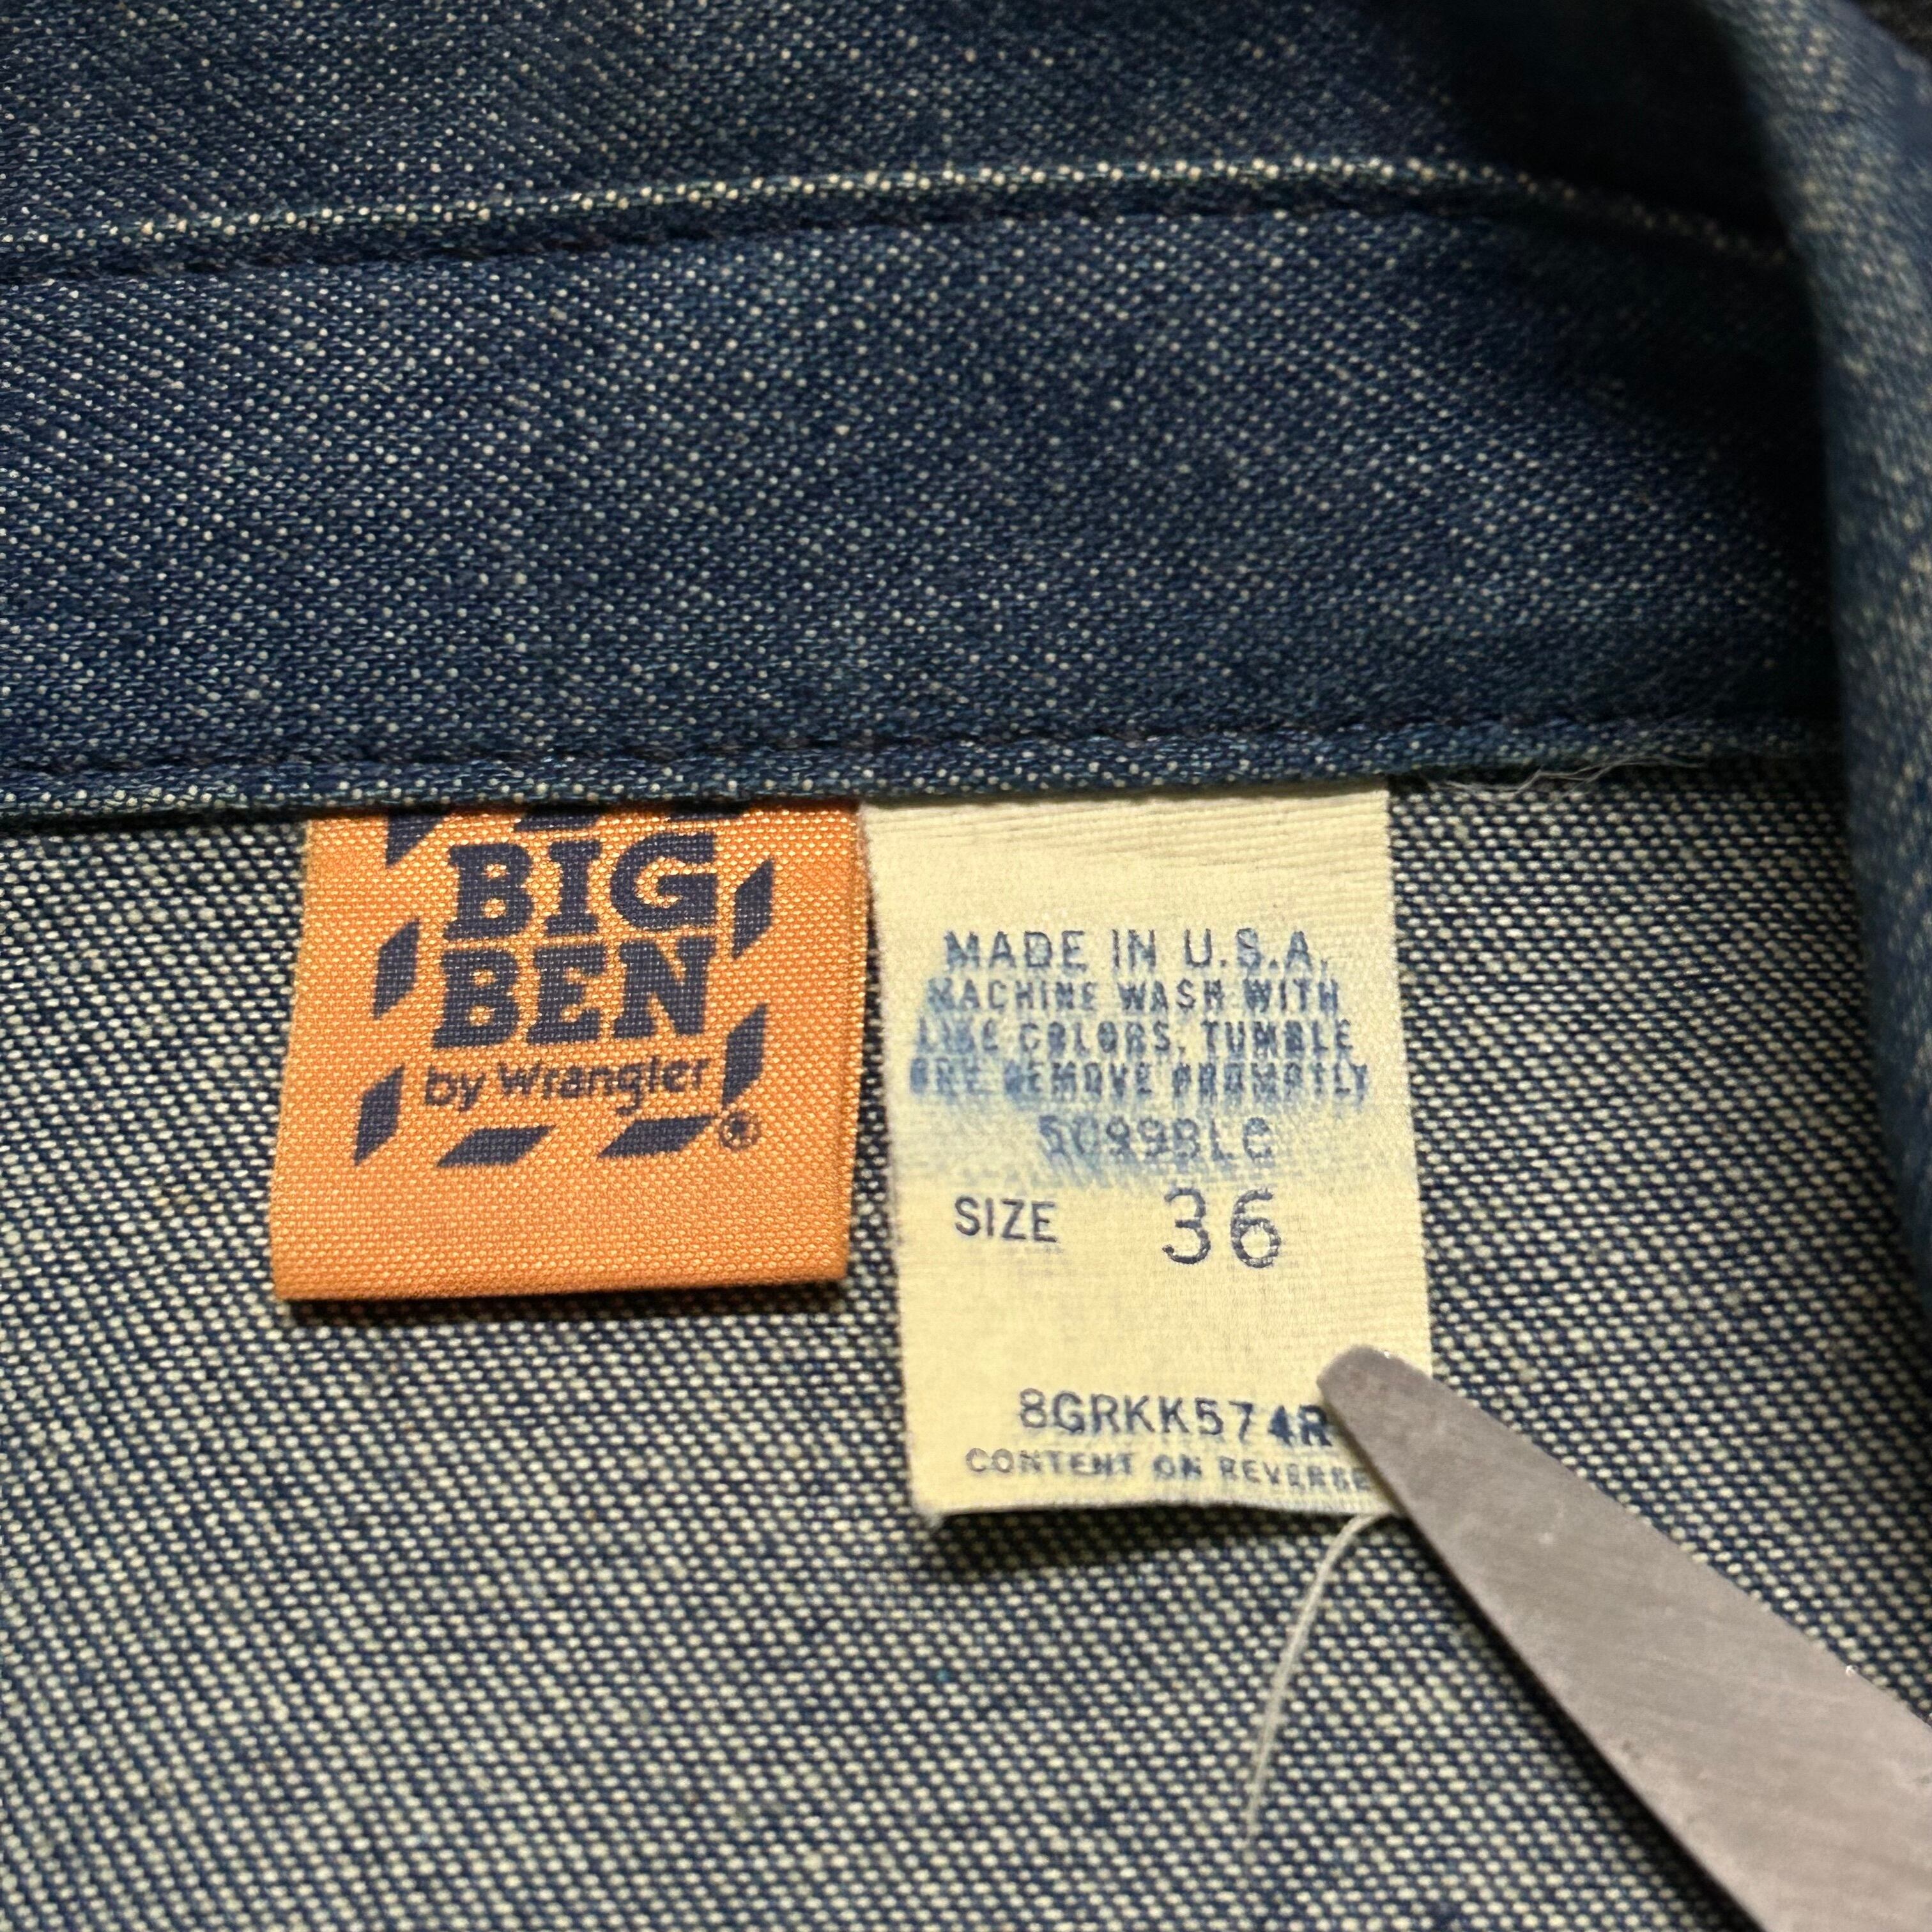 BIG
BEN
by Wrangler
®
MADE IN U.S.A.
MACHINE WASH WITH
LIKE COLORS, TUMBLE
DRY REMOVE PROMPTLY
SIZE 36
8GRKK574R
CONTENT ON REVERSE